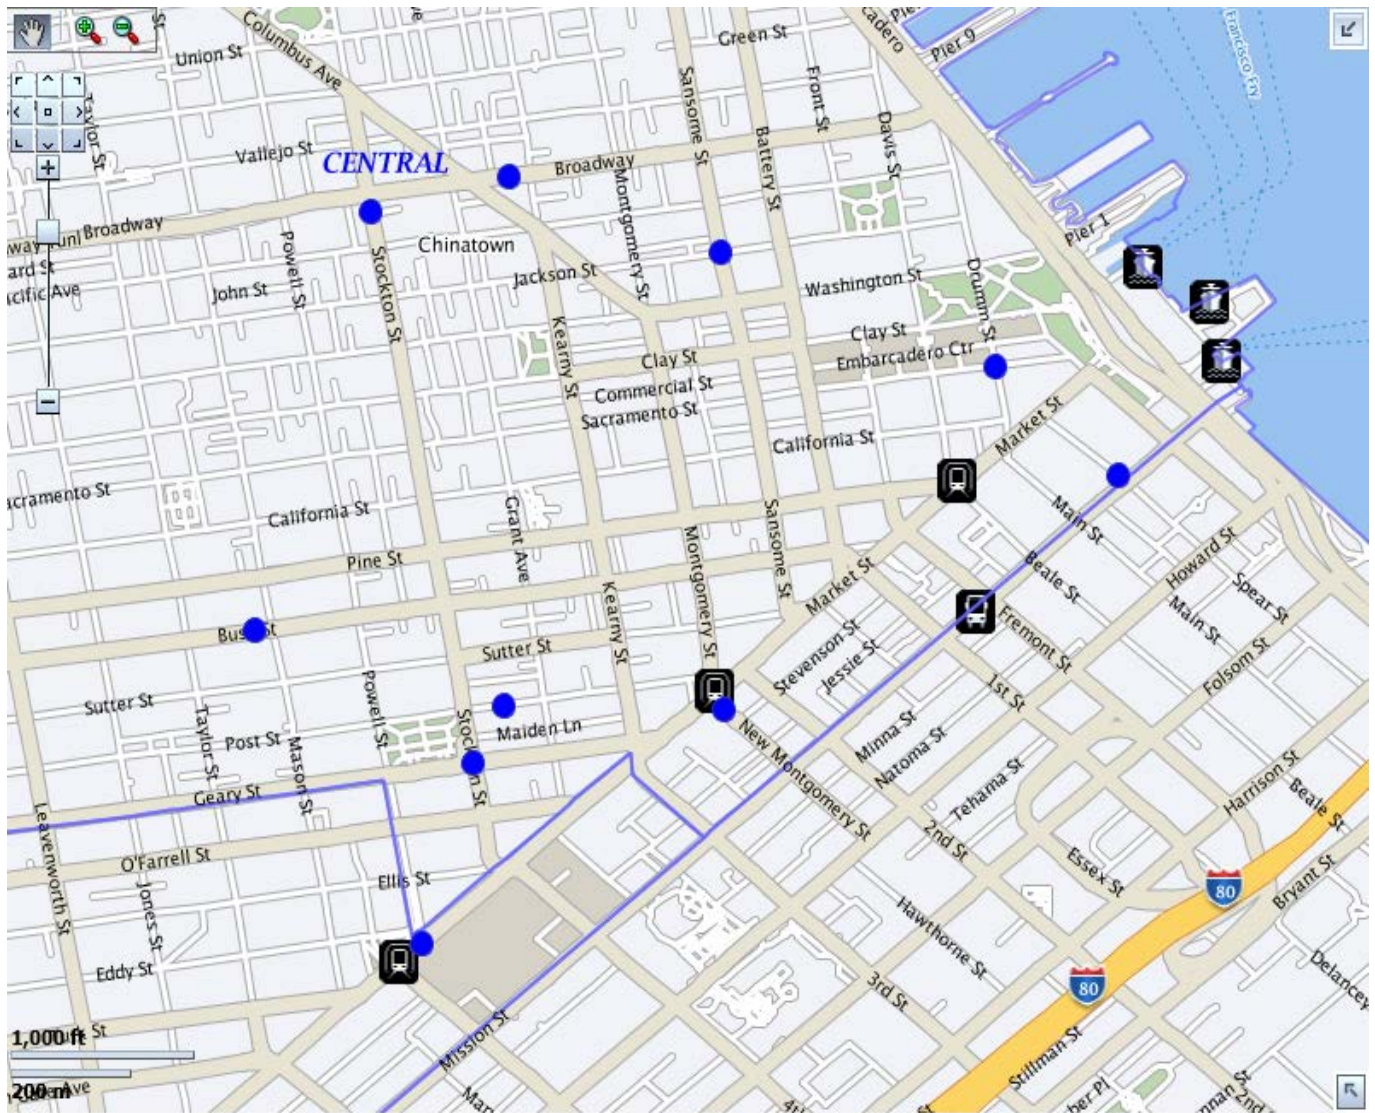 Columbus Ave
Union St
Green St
Pier 9
Taylor St
Vallejo St
CENTRAL
Broadway
Sansome St
Battery St
Front St
Davis St
Montgomery St
Broadway
Powell St
Stockton St
Chinatown
Pier 1
John St
Jackson St
Washington St
Drumm St
Kearny St
Clay St
Clay St
Embarcadero Ctr
Commercial St
Sacramento St
California St
Market St
acramento St
California St
Grant Ave
Pine St
Montgomery St
Sansome St
Market St
Main St
Beale St
Howard St
Spear St
Main St
Kearny St
Sutter St
Stevenson St
Jessie St
Fremont St
1st St
Folsom St
Sutter St
Taylor St
Post St
Mason St
Powell St
Maiden Ln
New Montgomery St
Minna St
Natoma St
Tehama St
Harrison St
Beale St
Geary St
Leavenworth St
O'Farrell St
Jones St
Ellis St
2nd St
Essex St
80
Bryant St
Hawthorne St
Eddy St
3rd St
80
Delancey
Mission St
Stillman St
1,000 ft
200 m